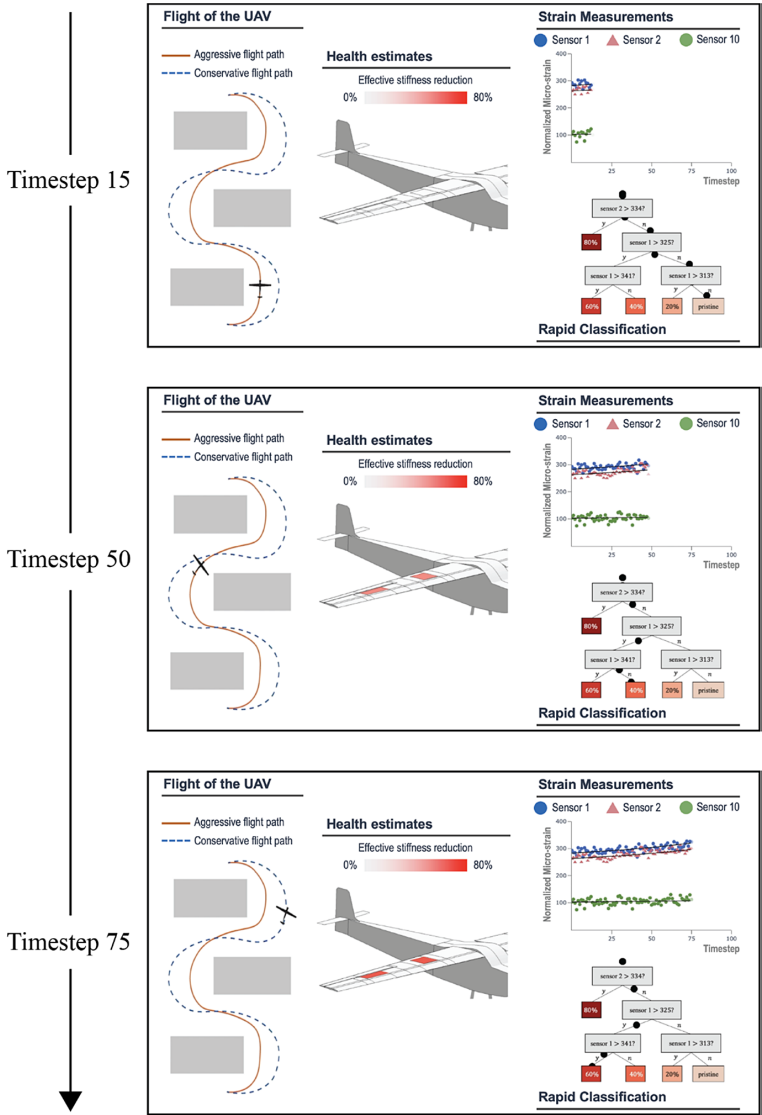 Timestep 15
Flight of the UAV
Aggressive flight path
Conservative flight path
Health estimates
Effective stiffness reduction
0%
80%
Strain Measurements
Sensor 1
Sensor 2
Sensor 10
Normalized Micro-strain
400
300
200
100
25
50
75
100
Timestep
sensor 2 > 334?
y
n
80%
sensor 1 > 325?
y
n
sensor 1 > 341?
sensor 1 > 313?
y
n
y
n
60%
40%
20%
pristine
Rapid Classification
Timestep 50
Flight of the UAV
Aggressive flight path
Conservative flight path
Health estimates
Effective stiffness reduction
0%
80%
Strain Measurements
Sensor 1
Sensor 2
Sensor 10
Normalized Micro-strain
400
300
200
100
25
50
75
100
Timestep
sensor 2 > 334?
y
n
80%
sensor 1 > 325?
y
n
sensor 1 > 341?
sensor 1 > 313?
y
n
y
n
60%
40%
20%
pristine
Rapid Classification
Timestep 75
Flight of the UAV
Aggressive flight path
Conservative flight path
Health estimates
Effective stiffness reduction
0%
80%
Strain Measurements
Sensor 1
Sensor 2
Sensor 10
Normalized Micro-strain
400
300
200
100
25
50
75
100
Timestep
sensor 2 > 334?
y
n
80%
sensor 1 > 325?
y
n
sensor 1 > 341?
sensor 1 > 313?
y
n
y
n
60%
40%
20%
pristine
Rapid Classification